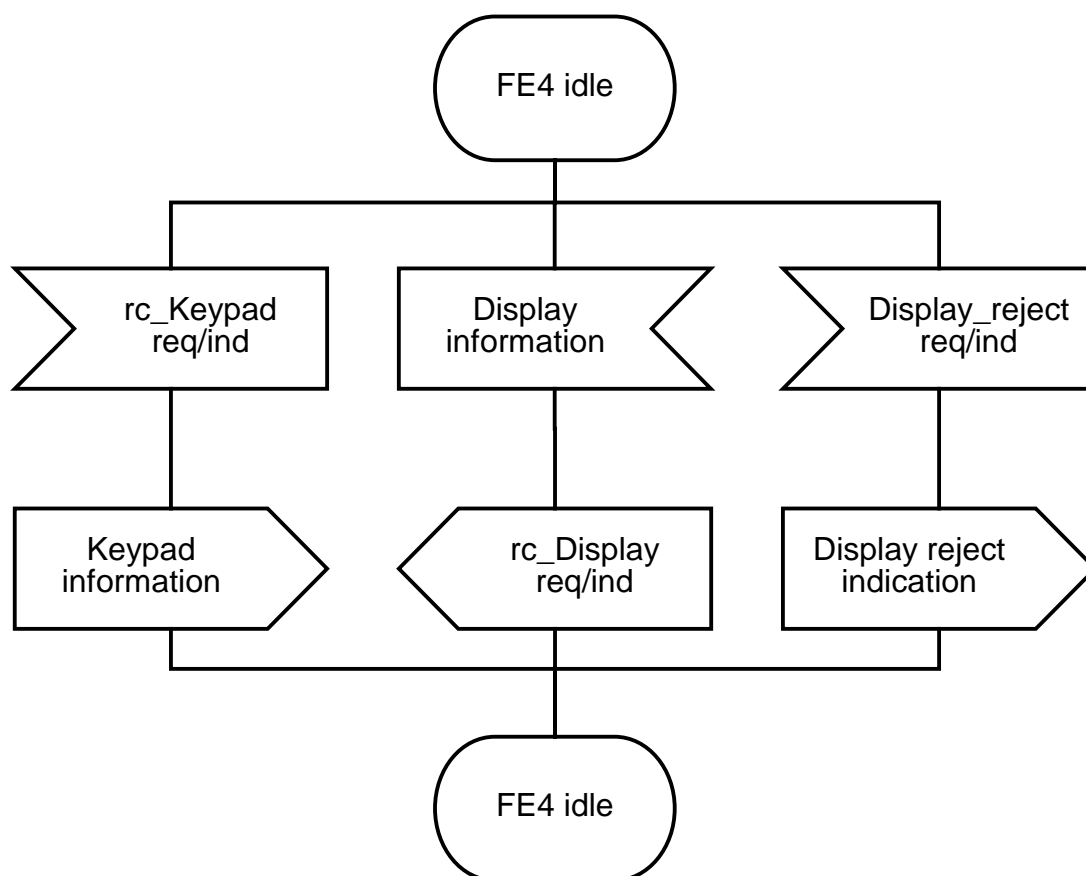 FE4 idle
rc_Keypad
req/ind
Display
information
Display_reject
req/ind
Keypad
information
rc_Display
req/ind
Display reject
indication
FE4 idle